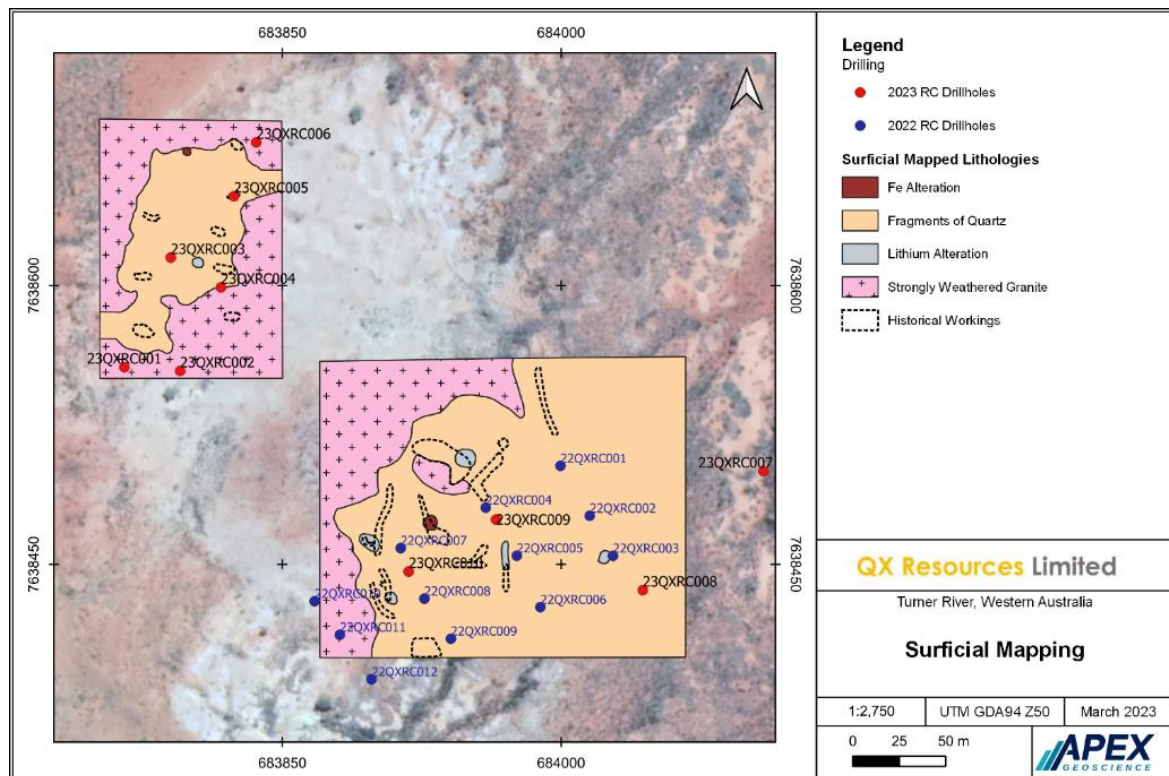 683850
684000
23QXRC006
23QXRC005
23QXRC003
23QXRC004
7638600
7638600
23QXRC001
23QXRC002
22QXRC001
23QXRC007
22QXRC004
22QXRC002
23QXRC009
22QXRC007
22QXRC005
22QXRC003
7638450
7638450
23QXRC008
22QXRC008
22QXRC006
22QXRC010
22QXRC011
22QXRC009
22QXRC012
683850
684000
Legend
Drilling
2023 RC Drillholes
2022 RC Drillholes
Surficial Mapped Lithologies
Fe Alteration
Fragments of Quartz
Lithium Alteration
Strongly Weathered Granite
Historical Workings
QX Resources Limited
Turner River, Western Australia
Surficial Mapping
1:2,750
UTM GDA94 Z50
March 2023
0 25 50 m
APEX
GEOSCIENCE